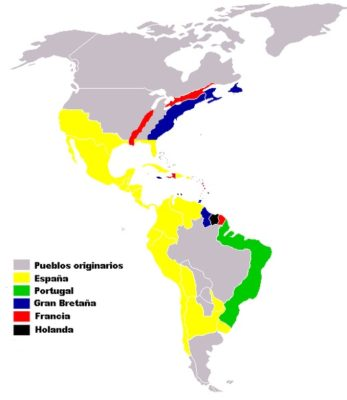 Pueblos originarios
España
Portugal
Gran Bretaña
Francia
Holanda